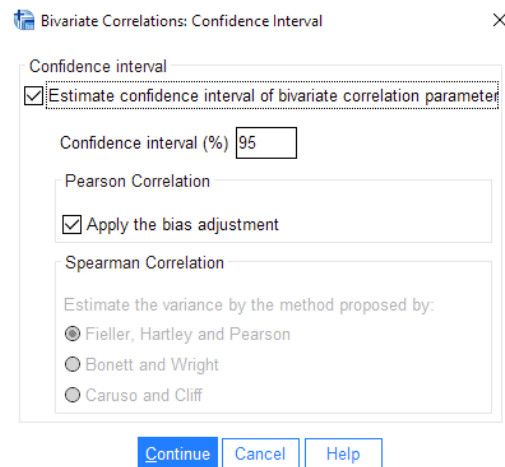 Bivariate Correlations: Confidence Interval
Confidence interval
Estimate confidence interval of bivariate correlation parameter
Confidence interval (%) 95
Pearson Correlation
Apply the bias adjustment
Spearman Correlation
Estimate the variance by the method proposed by:
Fieller, Hartley and Pearson
Bonett and Wright
Caruso and Cliff
Continue Cancel Help